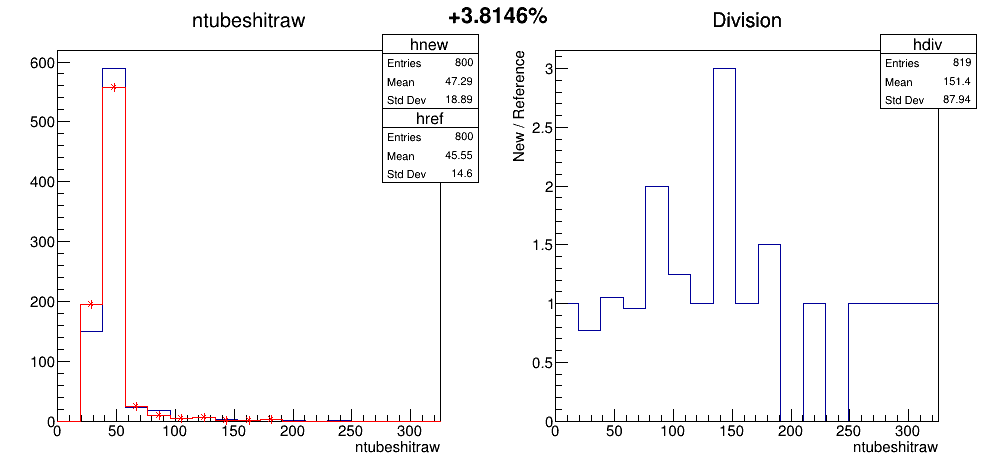 +3.8146%
ntubeshitraw
hnew
Entries 800
Mean 47.29
Std Dev 18.89
href
Entries 800
Mean 45.55
Std Dev 14.6
600
500
400
300
200
100
0
0 50 100 150 200 250 300
ntubeshitraw
Division
hdiv
Entries 819
Mean 151.4
Std Dev 87.94
New / Reference
3
2.5
2
1.5
1
0.5
0
0 50 100 150 200 250 300
ntubeshitraw